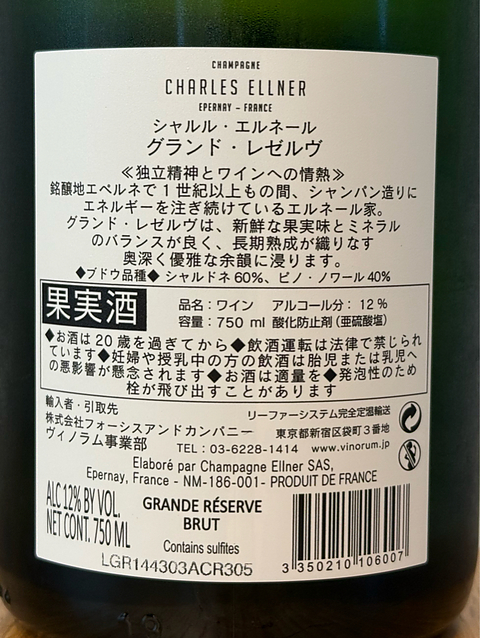 CHAMPAGNE
CHARLES ELLNER
EPERNAY – FRANCE
シャルル・エルネール
グランド・レゼルヴ
≪独立精神とワインへの情熱≫
銘醸地エペルネで1世紀以上もの間、シャンパン造りに
エネルギーを注ぎ続けているエルネール家。
グランド・レゼルヴは、新鮮な果実味とミネラル
のバランスが良く、長期熟成が織りなす
奥深く優雅な余韻に浸ります。
◆ブドウ品種◆ シャルドネ 60%、ピノ・ノワール 40%
果実酒
品名：ワイン アルコール分：12%
容量：750 ml 酸化防止剤（亜硫酸塩）
◆お酒は20歳を過ぎてから◆飲酒運転は法律で禁じられ
ています◆妊婦や授乳中の方の飲酒は胎児または乳児へ
の悪影響が懸念されます◆お酒は適量を◆発泡性のため
栓が飛び出すことがあります
輸入者・引取先
リーファーシステム完全定温輸送
株式会社フォーシスアンドカンパニー 東京都新宿区袋町３番地
ヴィノラム事業部 TEL：03-6228-1414 www.vinorum.jp
Elaboré par Champagne Ellner SAS,
Epernay, France - NM-186-001- PRODUIT DE FRANCE
ALC 12% BY VOL.
NET CONT. 750 ML
GRANDE RÉSERVE
BRUT
Contains sulfites
LGR144303ACR305
3 350210 106007